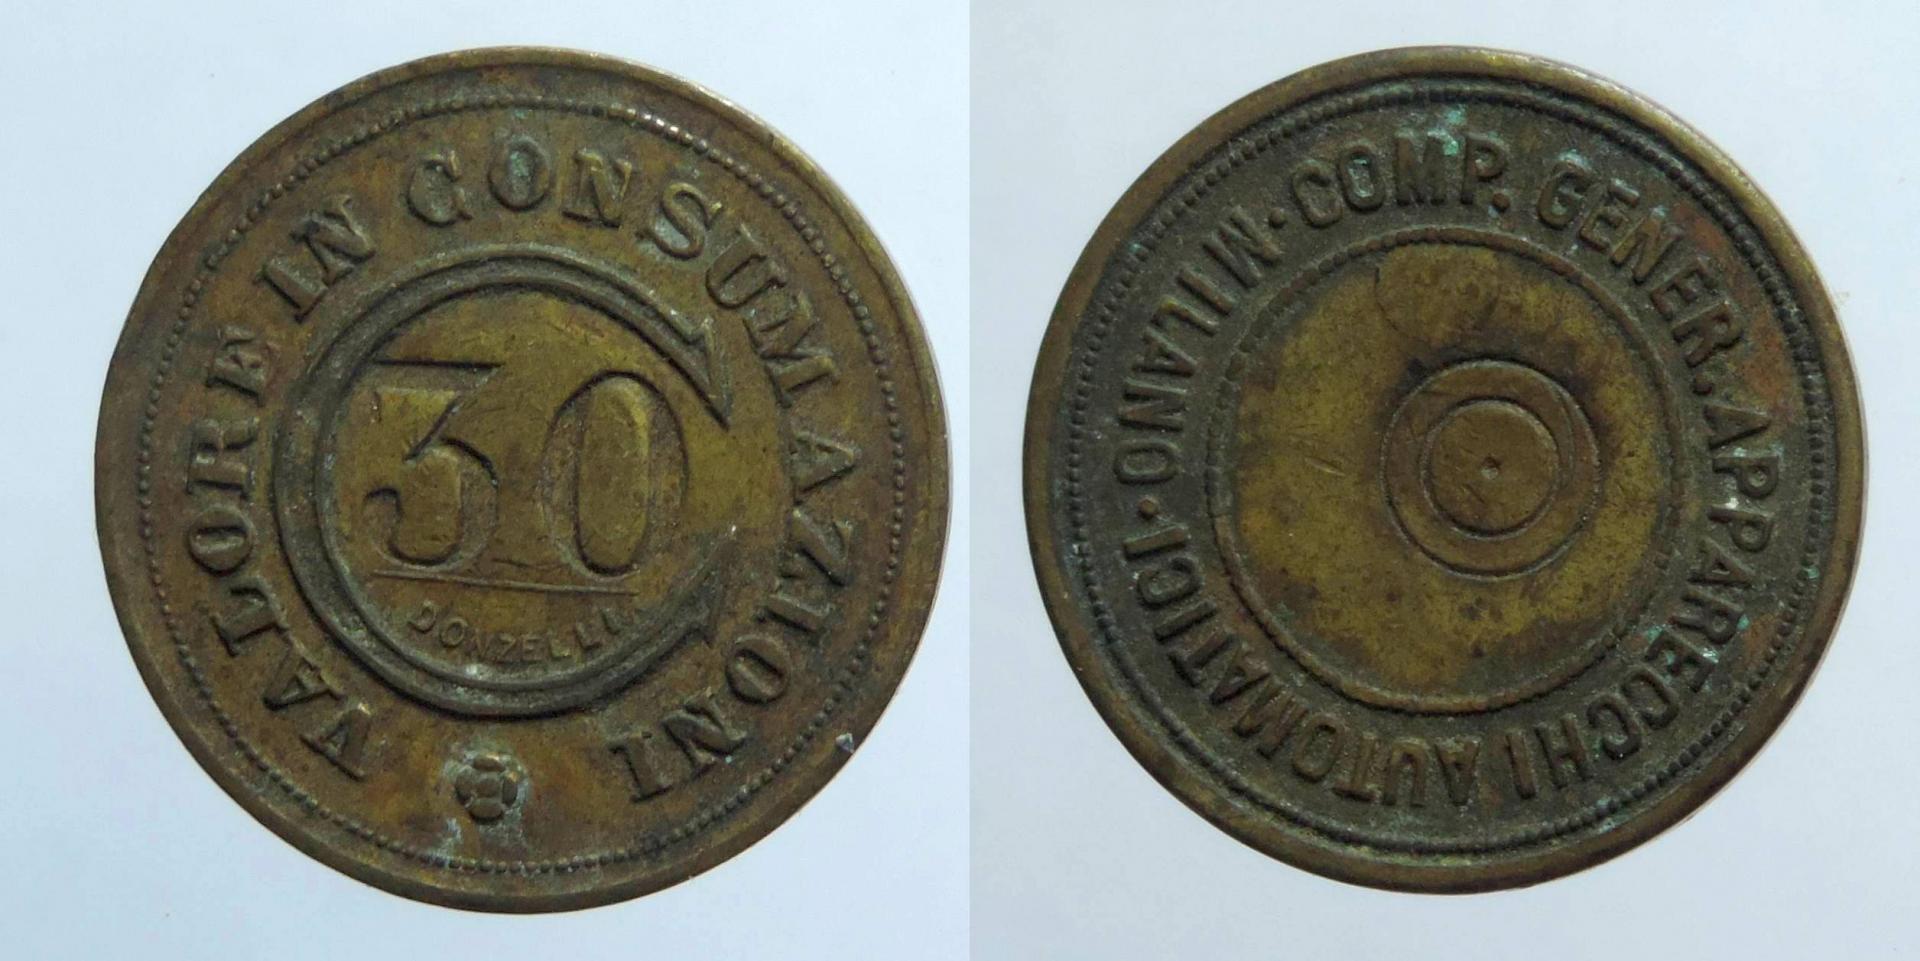 VALORE IN CONSUMAZIONI
30 C
DONZELLI
COMP. GENER. APPARECCHI AUTOMATICI · MILANO ·